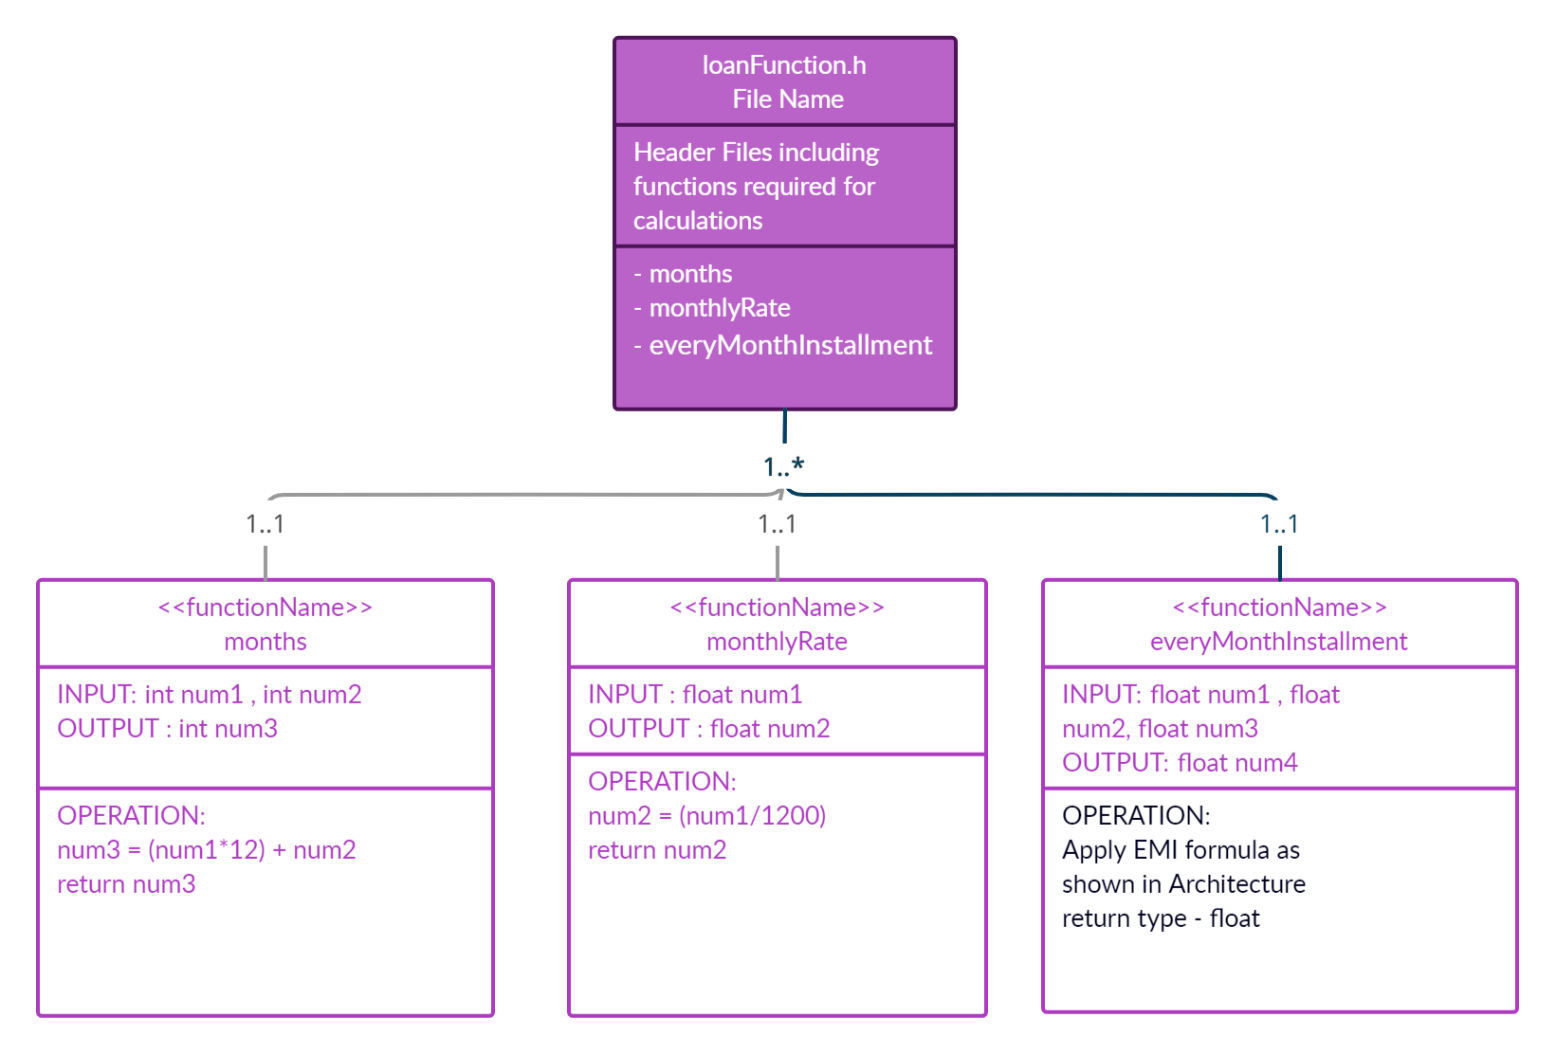 loanFunction.h
File Name
Header Files including
functions required for
calculations
- months
- monthlyRate
- everyMonthInstallment
1..*
1..1
1..1
1..1
<<functionName>>
months
INPUT: int num1 , int num2
OUTPUT : int num3
OPERATION:
num3 = (num1*12) + num2
return num3
<<functionName>>
monthlyRate
INPUT : float num1
OUTPUT : float num2
OPERATION:
num2 = (num1/1200)
return num2
<<functionName>>
everyMonthInstallment
INPUT: float num1 , float
num2, float num3
OUTPUT: float num4
OPERATION:
Apply EMI formula as
shown in Architecture
return type - float